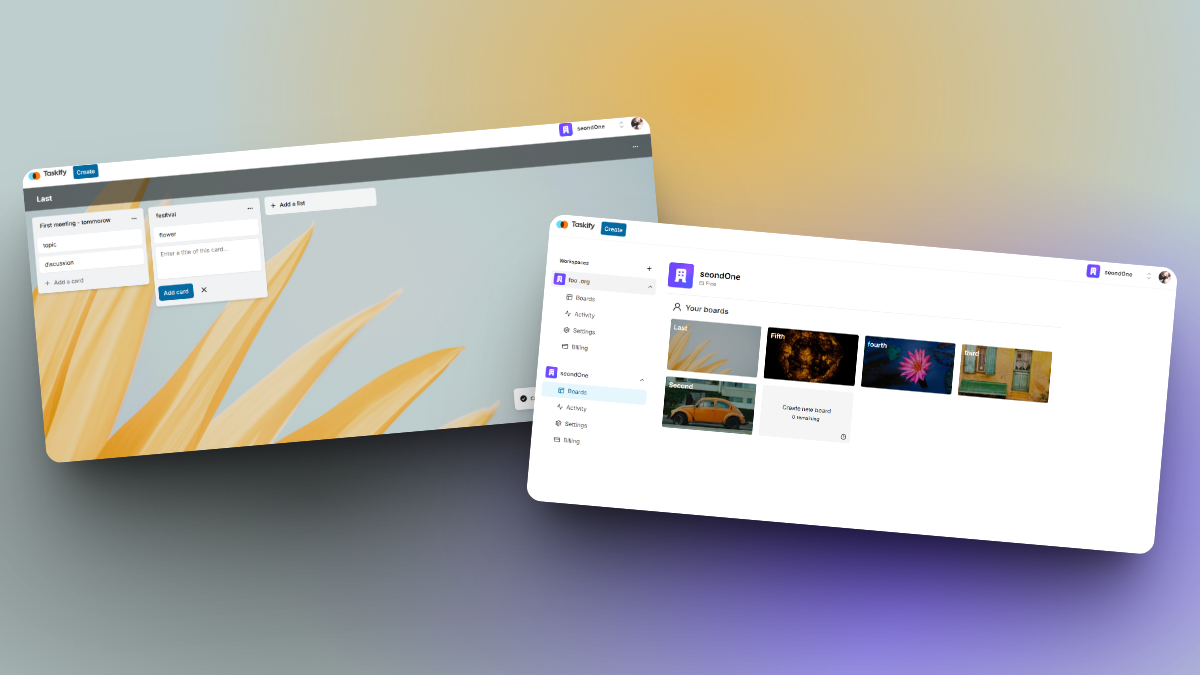 Taskify
Create
seondOne
Last
First meeting - tommorow
topic
discussion
+ Add a card
fesitval
flower
Enter a title of this card...
Add card
+ Add a list
Taskify
Create
seondOne
Workspaces
foo .org
Boards
Activity
Settings
Billing
seondOne
Boards
Activity
Settings
Billing
seondOne
Free
Your boards
Last
Fifth
fourth
third
Second
Create new board
0 remaining